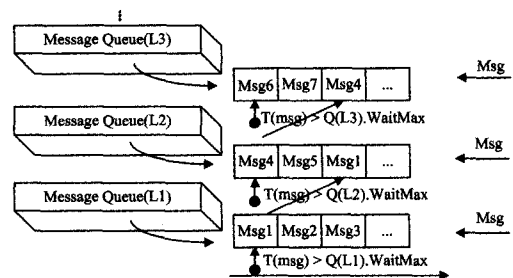 Message Queue(L3)
Msg
Msg6 Msg7 Msg4 ...
T(msg) > Q(L3).WaitMax
Message Queue(L2)
Msg
Msg4 Msg5 Msg1 ...
T(msg) > Q(L2).WaitMax
Message Queue(L1)
Msg
Msg1 Msg2 Msg3 ...
T(msg) > Q(L1).WaitMax